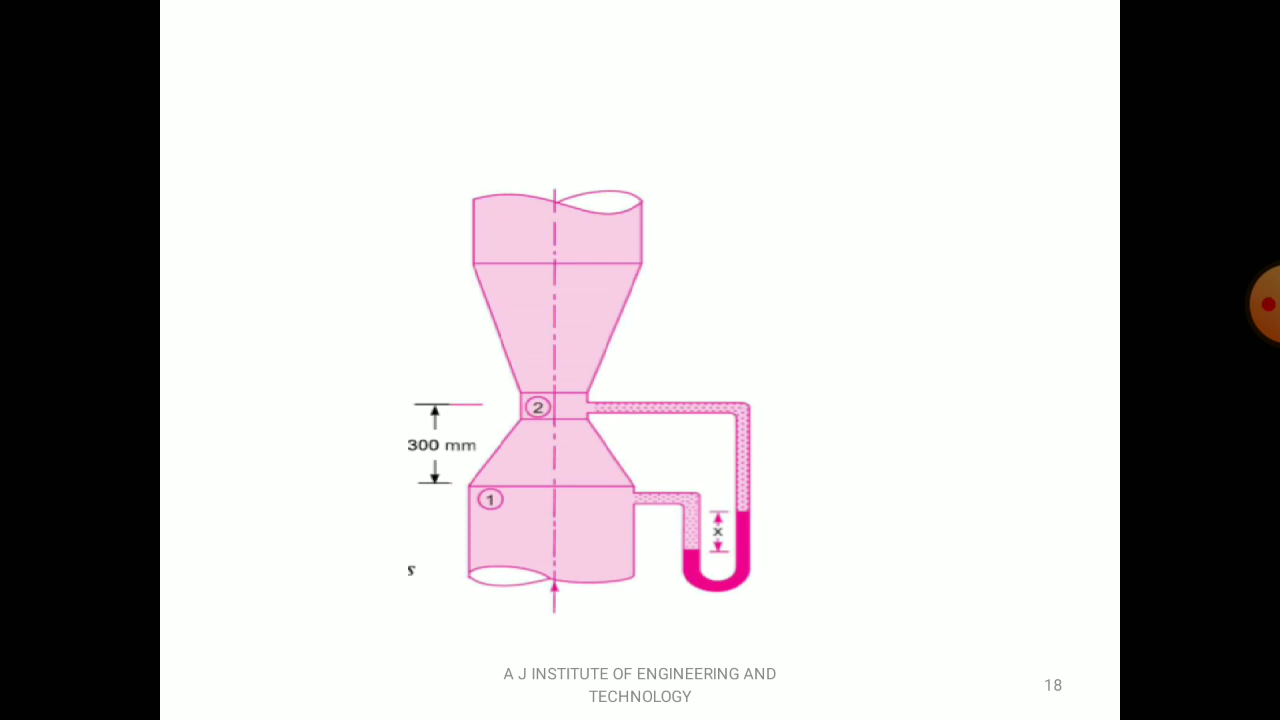 2
300 mm
1
x
s
A J INSTITUTE OF ENGINEERING AND
TECHNOLOGY
18